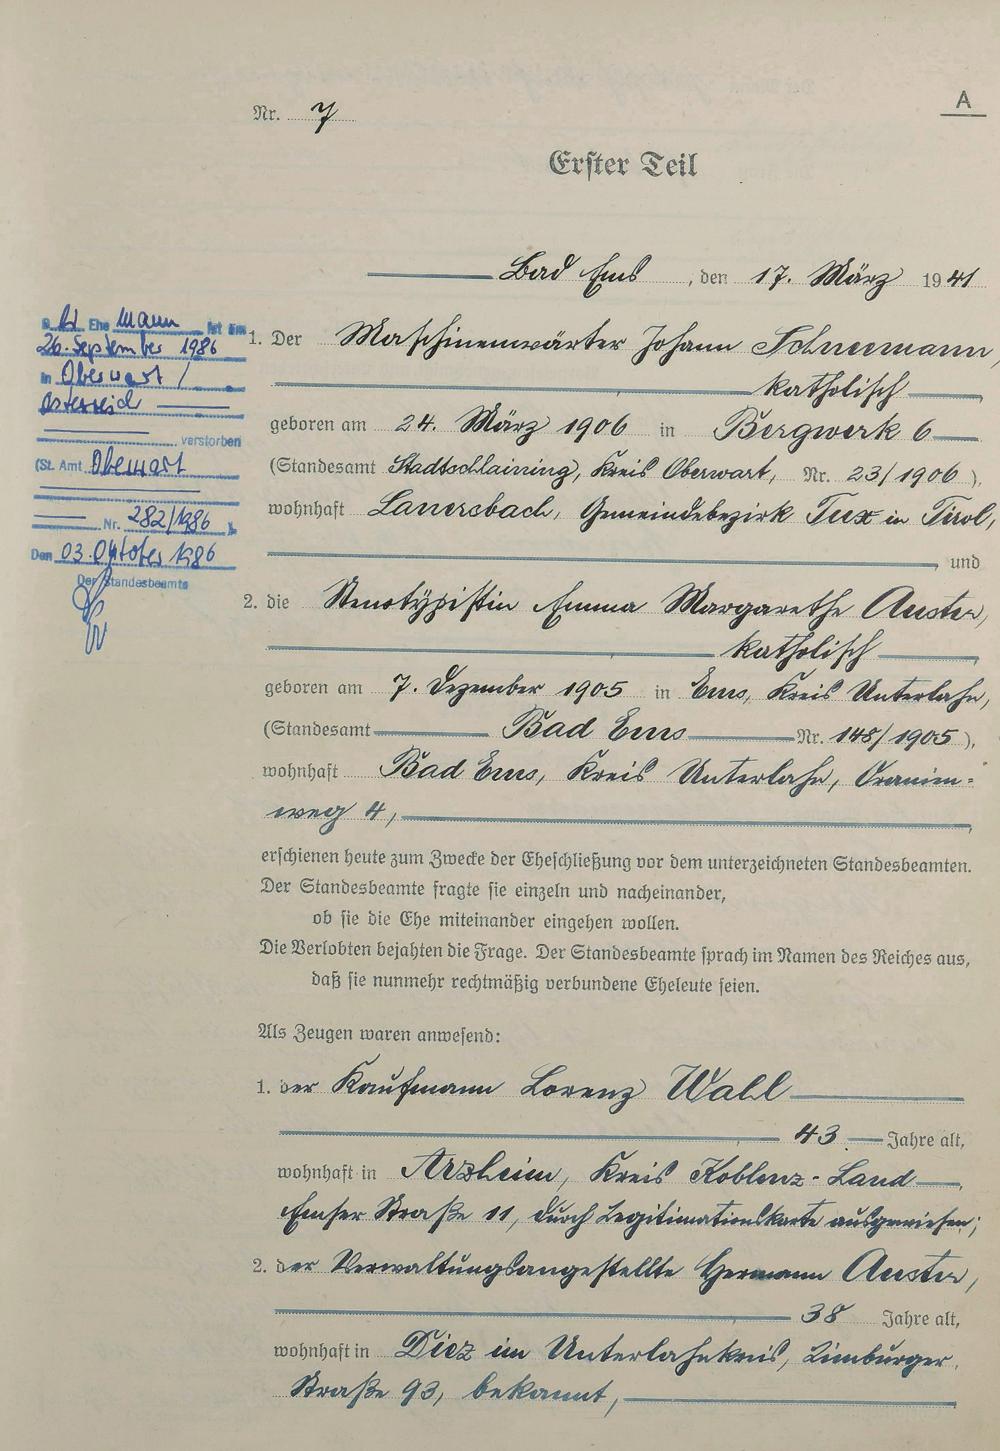 A
Nr. 7
Erster Teil
Bad Ems, den 17. März 1941
1. Der Maschinenwärter Johann Schneemann,
katholisch
geboren am 24. März 1906 in Bergwerk 6
(Standesamt Stadtschlaining, Kreis Oberwart, Nr. 23/1906),
wohnhaft Lanersbach, Gemeindebezirk Tux in Tirol,
und
2. die Stenotypistin Emma Margarethe Auster,
katholisch
geboren am 7. Dezember 1905 in Ems, Kreis Unterlahn,
(Standesamt Bad Ems Nr. 148/1905),
wohnhaft Bad Ems, Kreis Unterlahn, Oranien=
weg 4,
erschienen heute zum Zwecke der Eheschließung vor dem unterzeichneten Standesbeamten.
Der Standesbeamte fragte sie einzeln und nacheinander,
ob sie die Ehe miteinander eingehen wollen.
Die Verlobten bejahten die Frage. Der Standesbeamte sprach im Namen des Reiches aus,
daß sie nunmehr rechtmäßig verbundene Eheleute seien.
Als Zeugen waren anwesend:
1. der Kaufmann Lorenz Wahl
43 Jahre alt,
wohnhaft in Arzheim, Kreis Koblenz-Land,
Emser Straße 11, durch Legitimationskarte ausgewiesen;
2. der Verwaltungsangestellte Hermann Auster,
38 Jahre alt,
wohnhaft in Diez im Unterlahnkreis, Limburger
Straße 93, bekannt,
Ehemann ist am
26. September 1986
in Oberwart /
Österreich
verstorben
(St. Amt Oberwart
Nr. 282/1986
Den 03. Oktober 1986
Der Standesbeamte